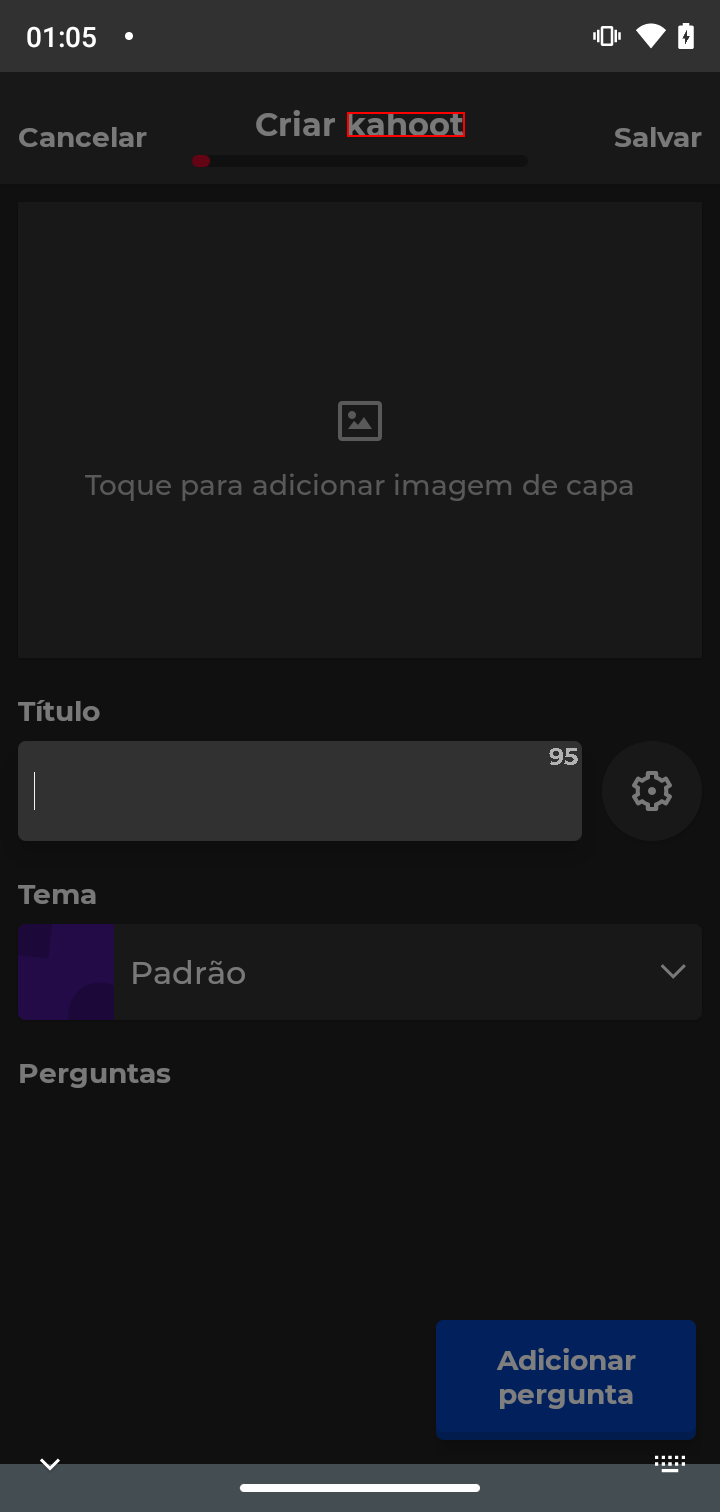 01:05
Cancelar
Criar kahoot
Salvar
Toque para adicionar imagem de capa
Título
95
Tema
Padrão
Perguntas
Adicionar
pergunta